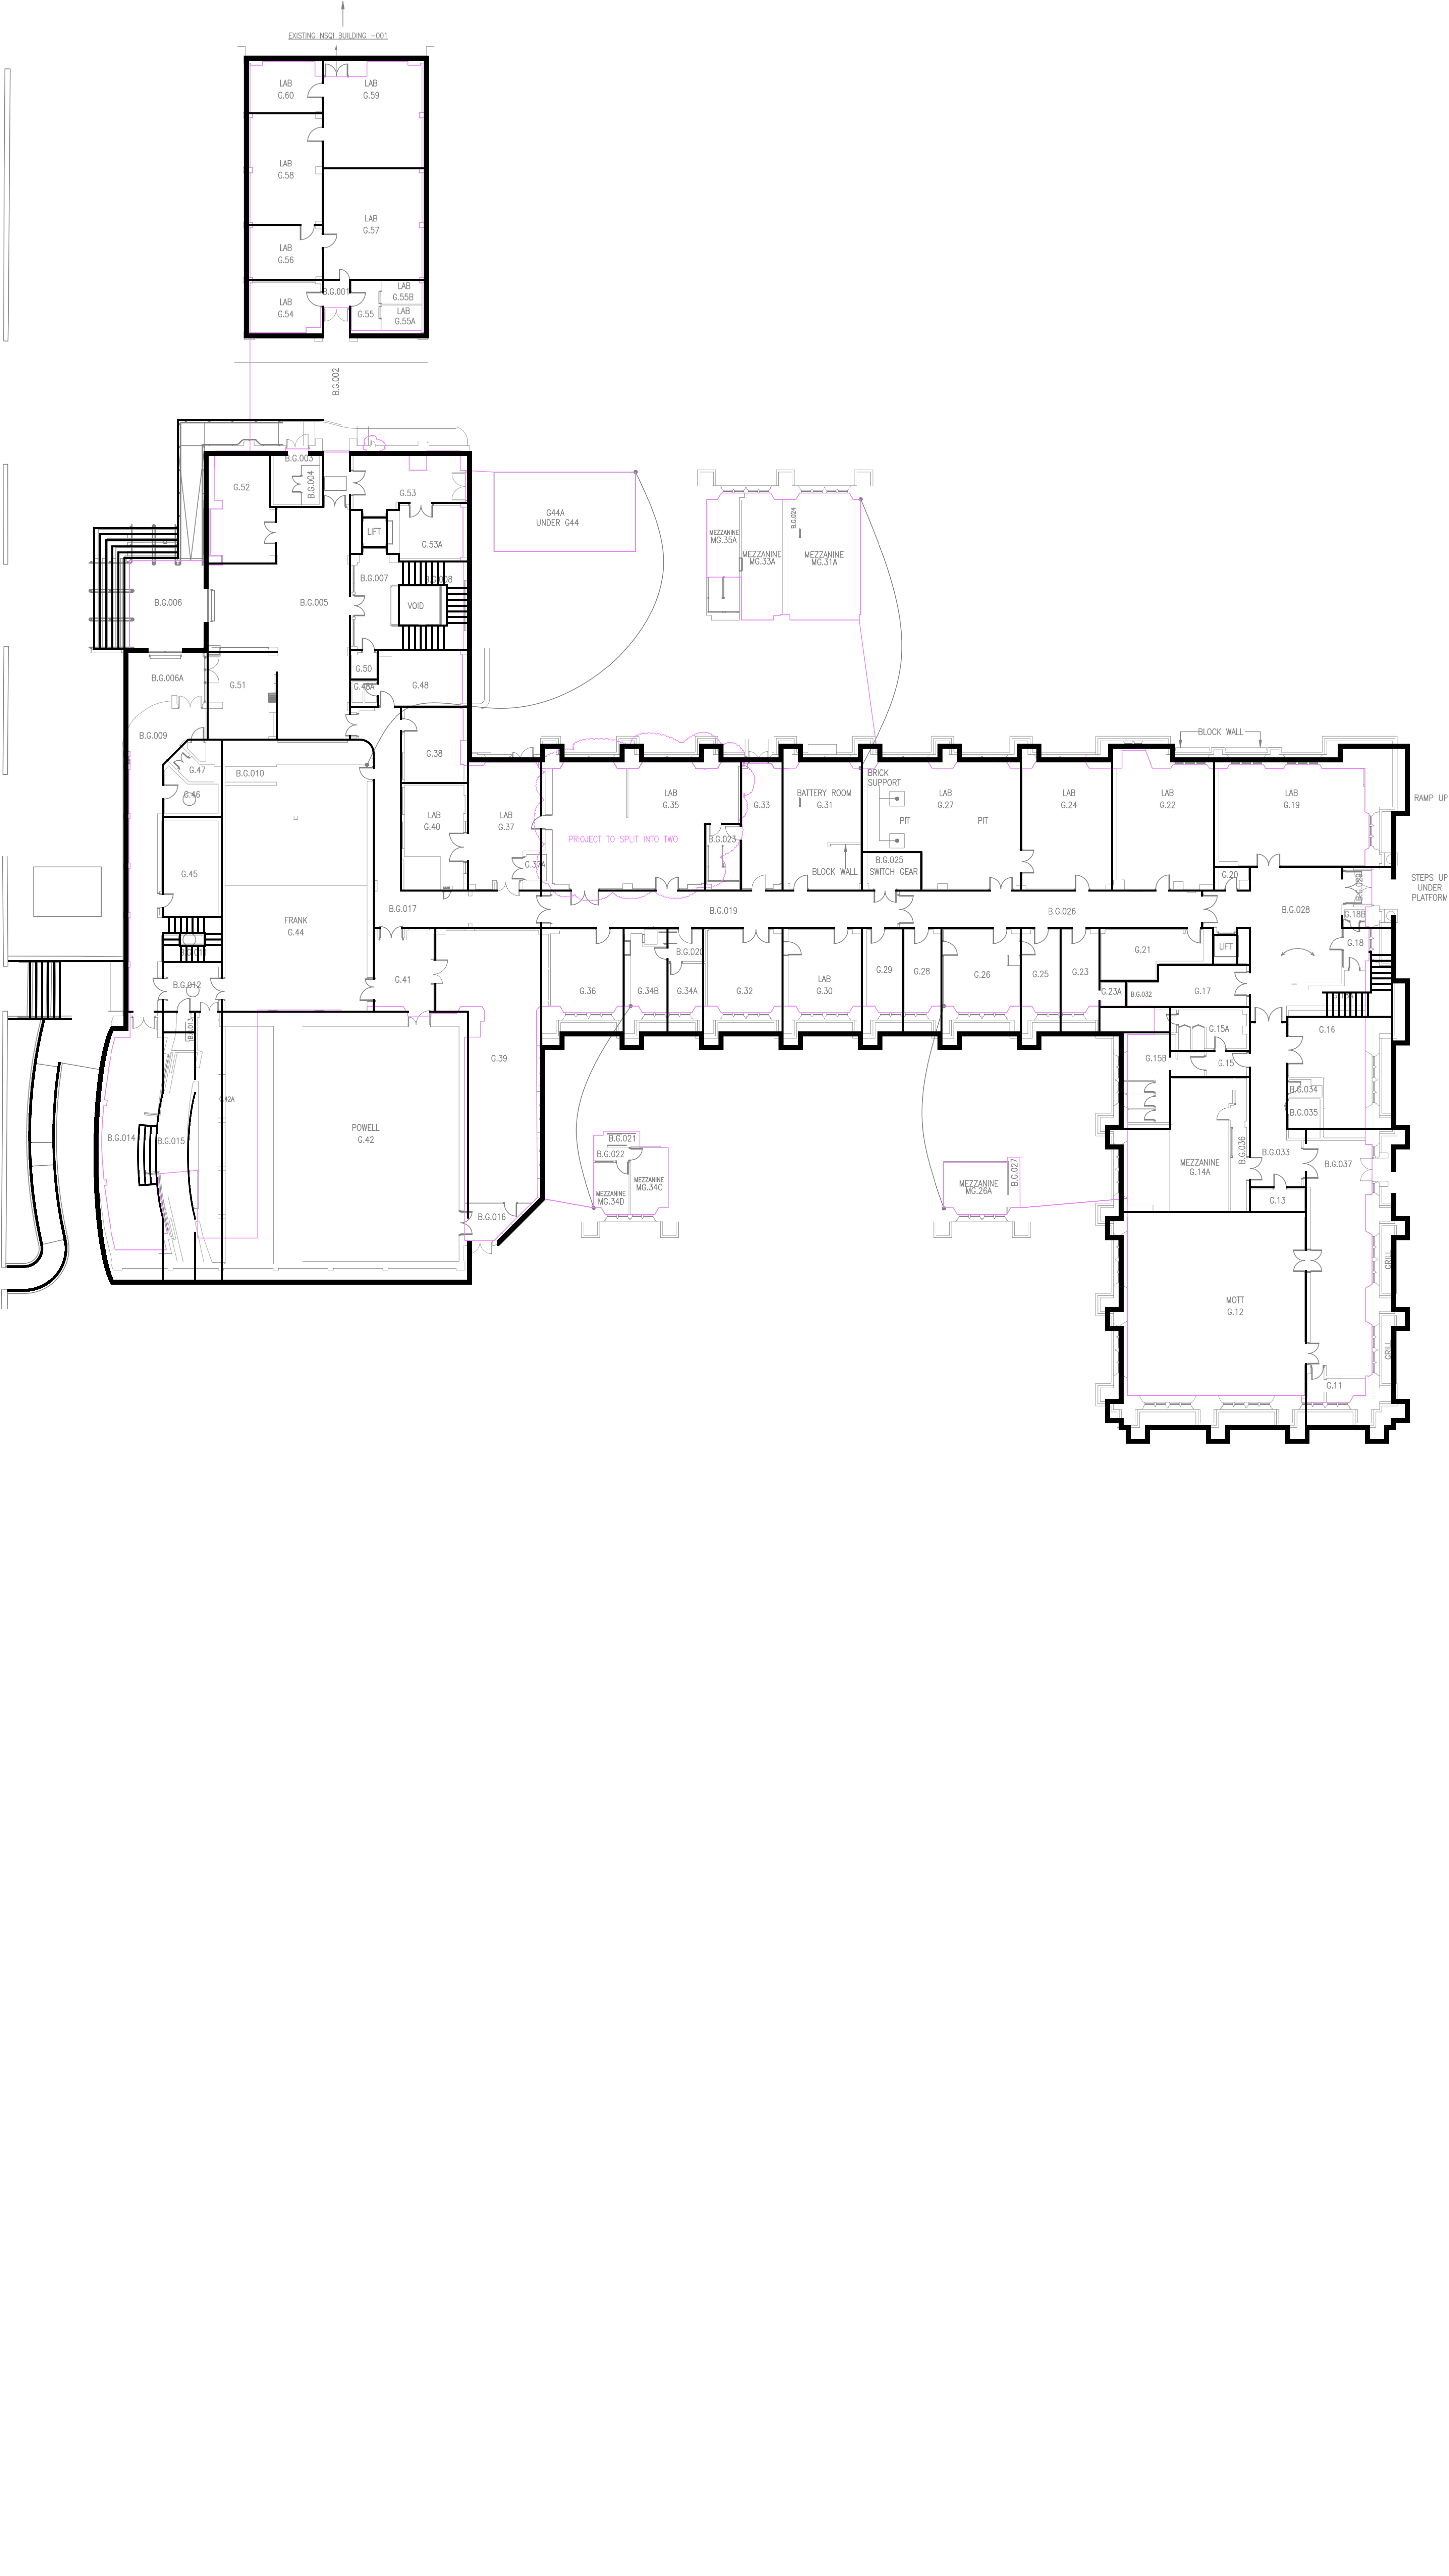 EXISTING NSQI BUILDING -001
LAB
G.60
LAB
G.59
LAB
G.58
LAB
G.57
LAB
G.56
B.G.001
LAB
G.54
G.55
LAB
G.55B
LAB
G.55A
B.G.002
B.G.003
B.G.004
G.52
G.53
LIFT
G.53A
G44A
UNDER G44
B.G.007
B.G.008
VOID
B.G.006
B.G.005
MEZZANINE
MG.35A
MEZZANINE
MG.33A
B.G.024
MEZZANINE
MG.31A
B.G.006A
G.51
G.50
G.48A
G.48
B.G.009
G.47
B.G.010
G.46
G.38
BLOCK WALL
LAB
G.40
LAB
G.37
G.37A
LAB
G.35
PRIOJECT TO SPLIT INTO TWO
B.G.023
G.33
BATTERY ROOM
G.31
BLOCK WALL
BRICK
SUPPORT
PIT
LAB
G.27
PIT
B.G.025
SWITCH GEAR
LAB
G.24
LAB
G.22
LAB
G.19
RAMP UP
G.45
FRANK
G.44
B.G.017
B.G.019
B.G.026
G.20
B.G.028
G.18B
STEPS UP
UNDER
PLATFORM
B.G.012
B.G.013
G.41
G.36
G.34B
B.G.020
G.34A
G.32
LAB
G.30
G.29
G.28
G.26
G.25
G.23
G.23A
G.21
LIFT
B.G.032
G.17
G.18
G.39
G.42A
POWELL
G.42
B.G.014
B.G.015
B.G.016
G.15A
G.15B
G.15
G.16
B.G.034
B.G.035
B.G.021
B.G.022
MEZZANINE
MG.34D
MEZZANINE
MG.34C
MEZZANINE
MG.26A
B.G.027
MEZZANINE
G.14A
B.G.036
B.G.033
B.G.037
G.13
MOTT
G.12
GRILL
GRILL
G.11